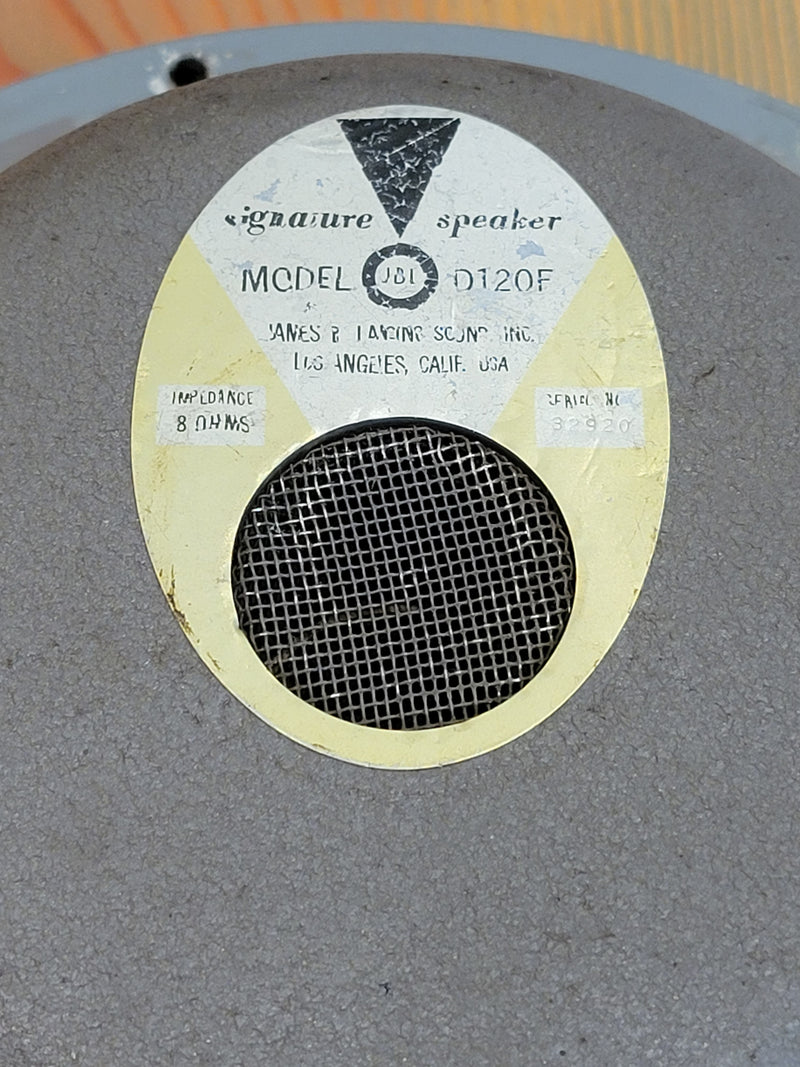 signature speaker
MODEL JBL D120F
JAMES B LANSING SOUND, INC.
LOS ANGELES, CALIF. USA
IMPEDANCE
8 OHMS
SERIAL NO
32920